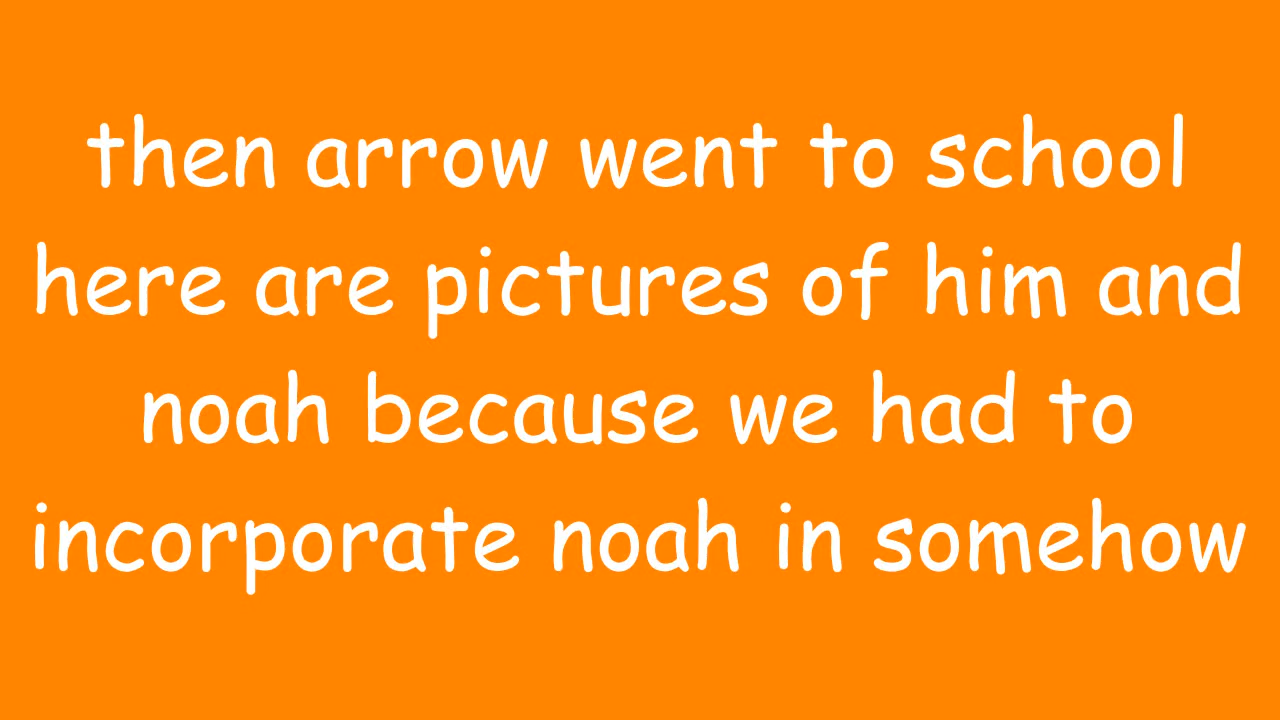 then arrow went to school
here are pictures of him and
noah because we had to
incorporate noah in somehow